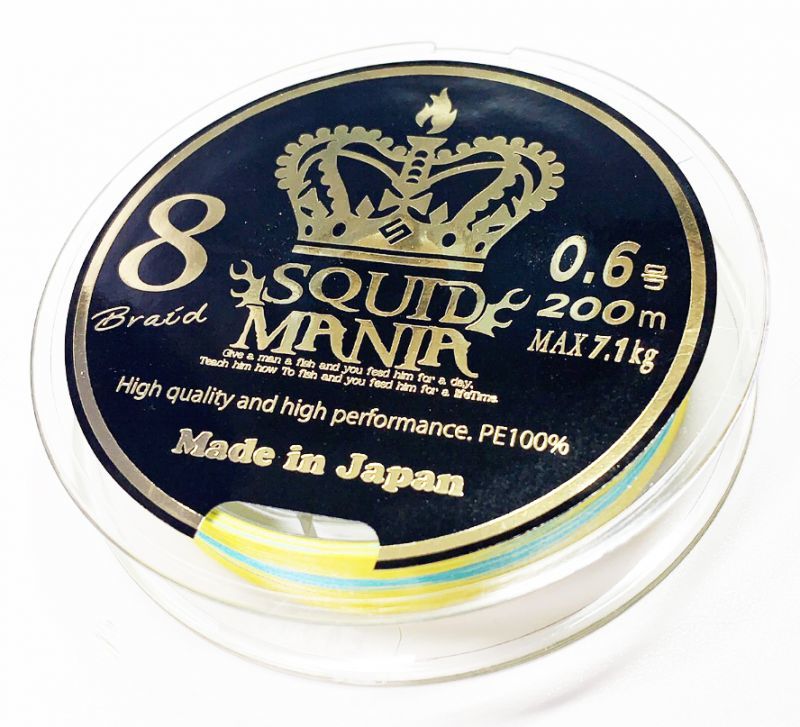 8
Braid
S
SQUID
MANIA
Give a man a fish and you feed him for a day,
Teach him how To fish and you feed him for a lifeTime.
0.6号
200m
MAX 7.1kg
High quality and high performance. PE100%
Made in Japan